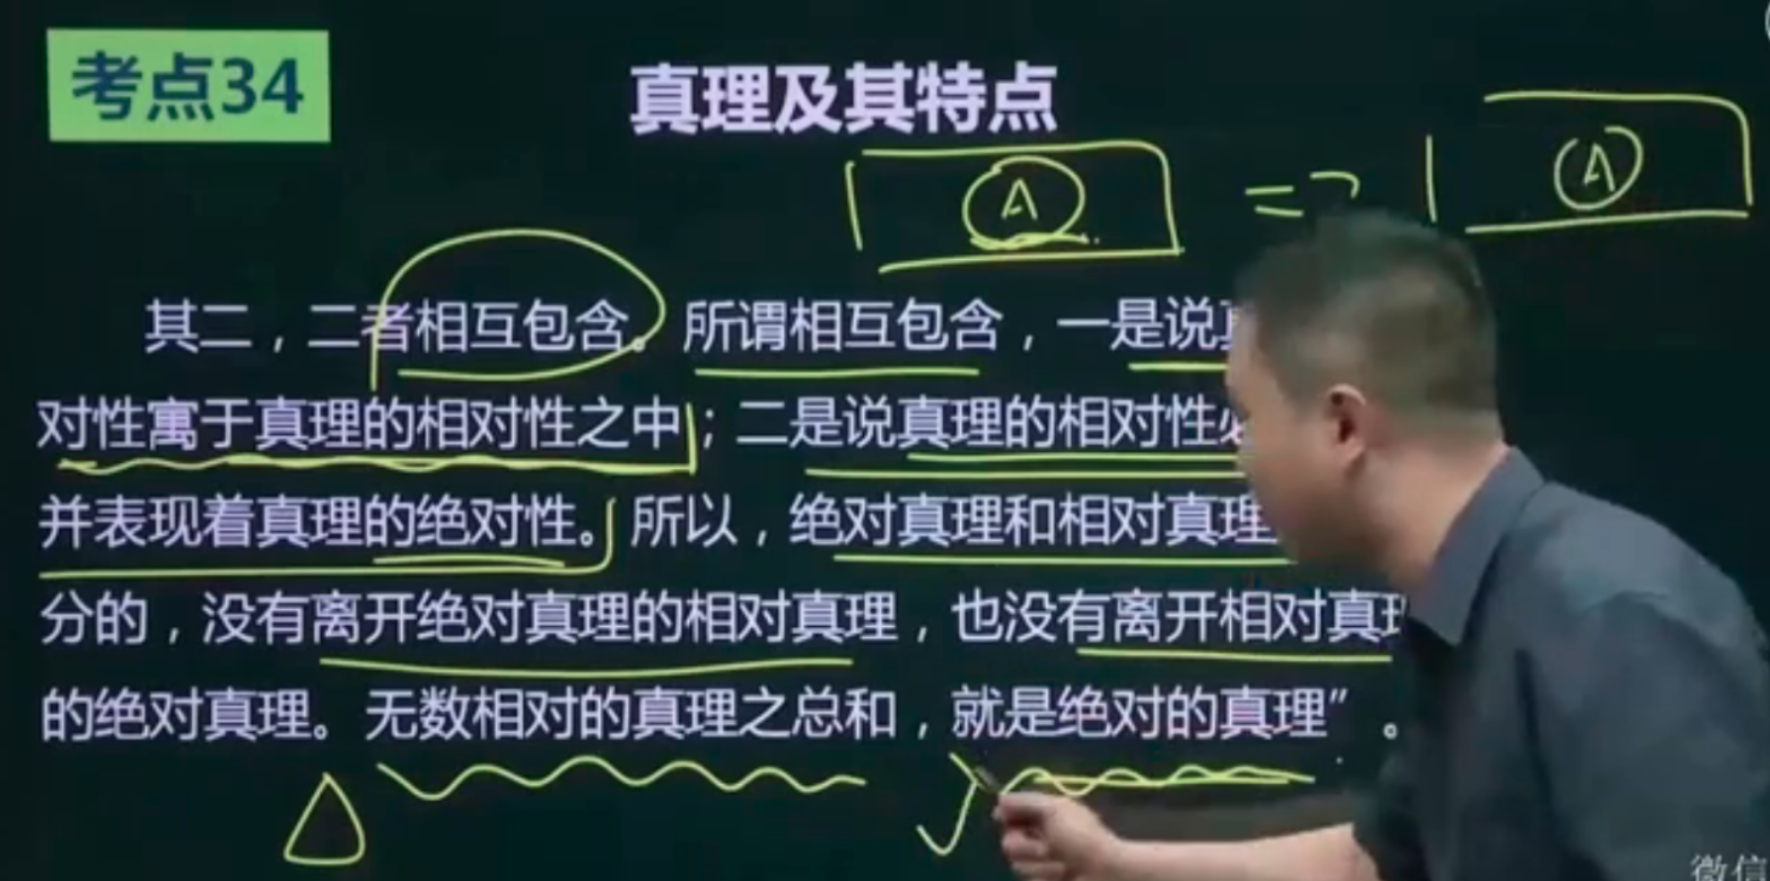 考点34
真理及其特点
A
A
其二，二者相互包含。所谓相互包含，一是说
对性寓于真理的相对性之中；二是说真理的相对性
并表现着真理的绝对性。所以，绝对真理和相对真理
分的，没有离开绝对真理的相对真理，也没有离开相对真理
的绝对真理。无数相对的真理之总和，就是绝对的真理”。
微信